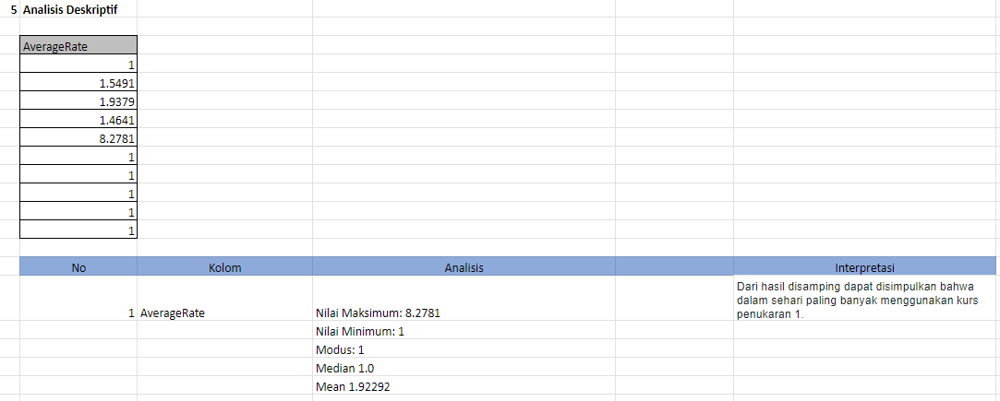 5 Analisis Deskriptif
AverageRate
1
1.5491
1.9379
1.4641
8.2781
1
1
1
1
1
No Kolom Analisis Interpretasi
Dari hasil disamping dapat disimpulkan bahwa
dalam sehari paling banyak menggunakan kurs
penukaran 1.
1 AverageRate Nilai Maksimum: 8.2781
Nilai Minimum: 1
Modus: 1
Median 1.0
Mean 1.92292